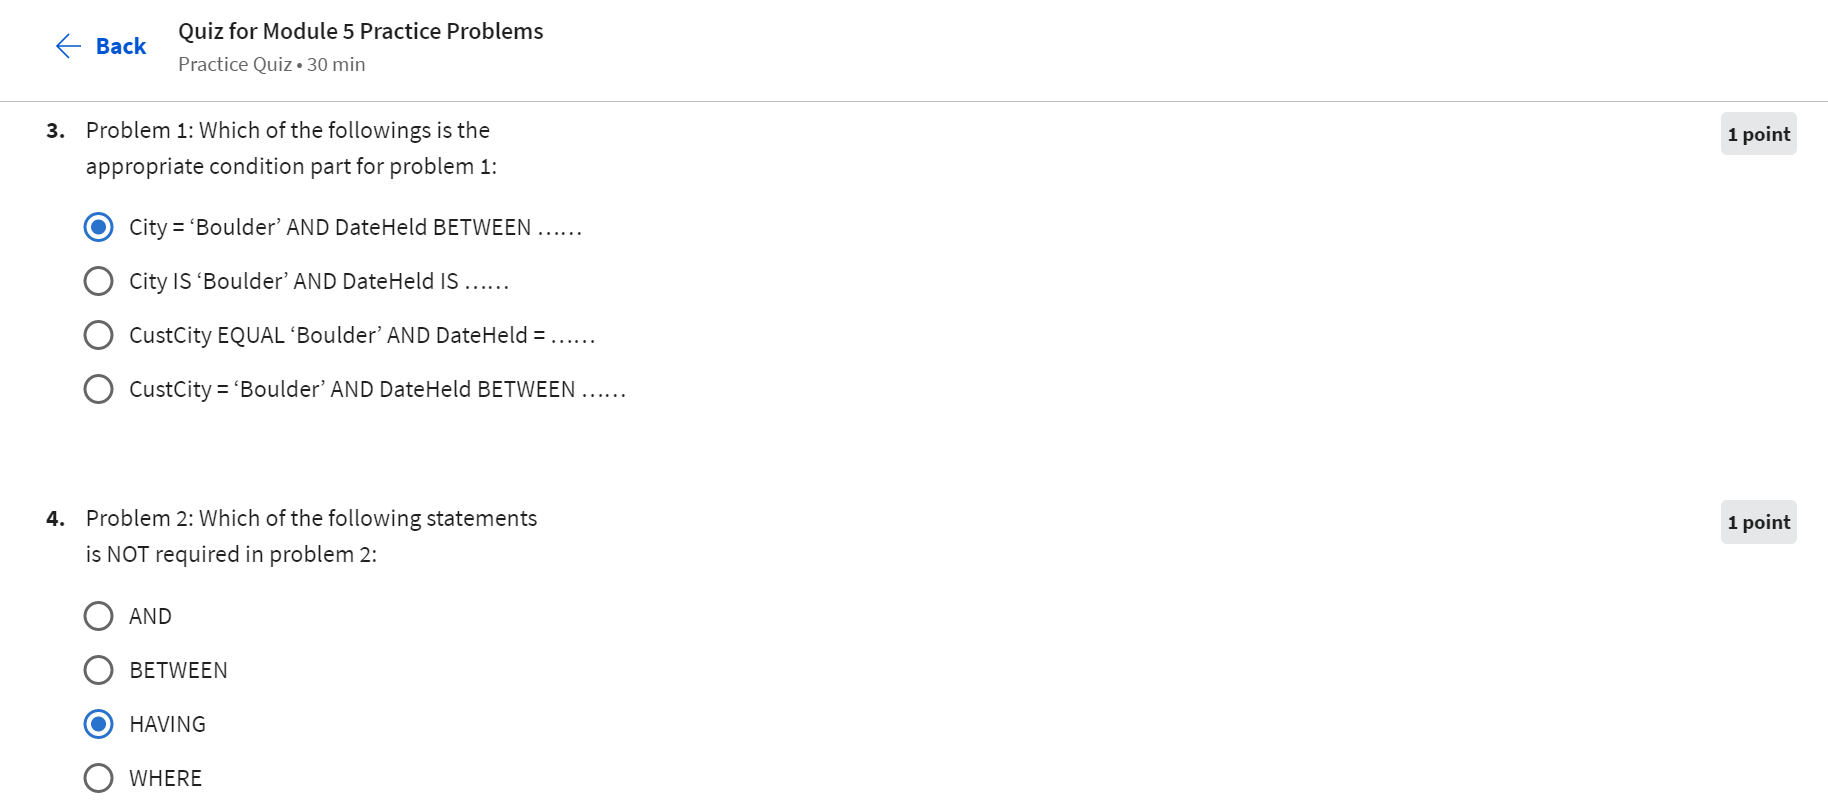 Back
Quiz for Module 5 Practice Problems
Practice Quiz • 30 min
3. Problem 1: Which of the followings is the
appropriate condition part for problem 1:
1 point
City = ‘Boulder’ AND DateHeld BETWEEN ……
City IS ‘Boulder’ AND DateHeld IS ……
CustCity EQUAL ‘Boulder’ AND DateHeld = ……
CustCity = ‘Boulder’ AND DateHeld BETWEEN ……
4. Problem 2: Which of the following statements
is NOT required in problem 2:
1 point
AND
BETWEEN
HAVING
WHERE